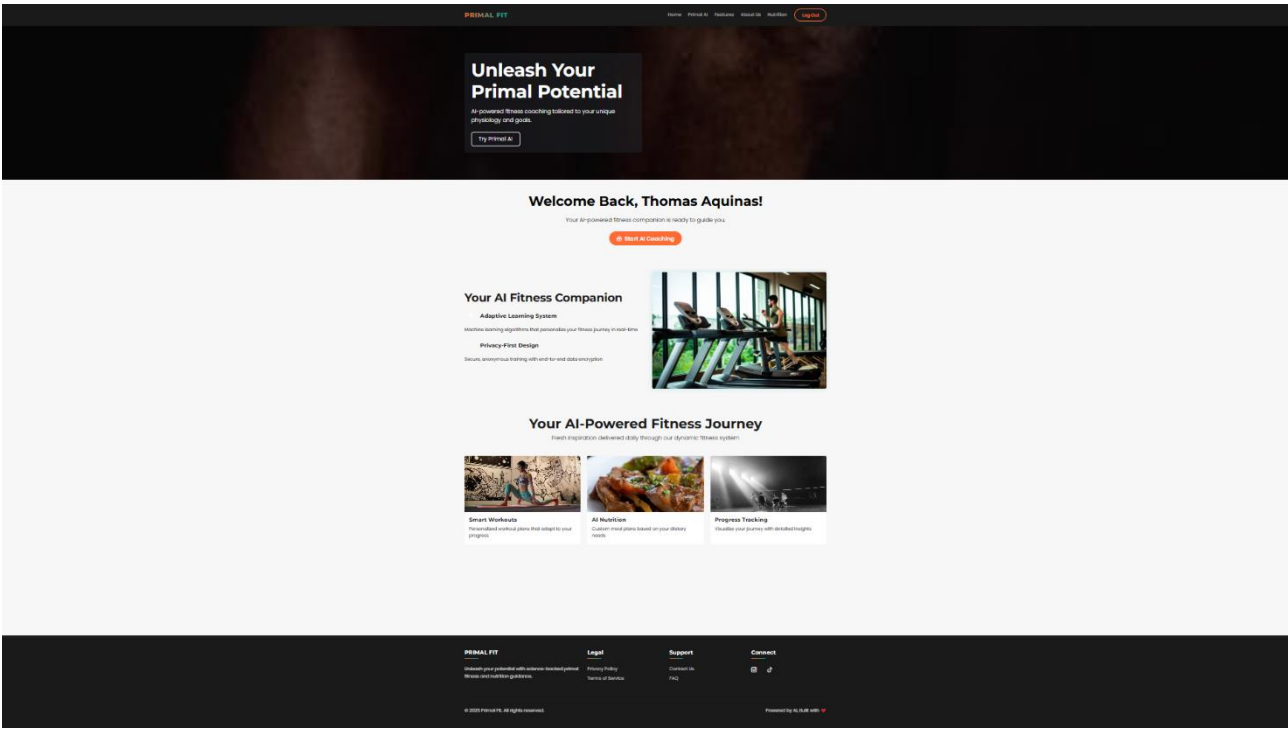 PRIMAL FIT
Home Primal AI Features About Us Nutrition Log Out
Unleash Your
Primal Potential
AI-powered fitness coaching tailored to your unique
physiology and goals.
Try Primal AI
Welcome Back, Thomas Aquinas!
Your AI-powered fitness companion is ready to guide you.
Start AI Coaching
Your AI Fitness Companion
Adaptive Learning System
Machine learning algorithms that personalize your fitness journey in real-time
Privacy-First Design
Secure, anonymous training with end-to-end data encryption
Your AI-Powered Fitness Journey
Fresh inspiration delivered daily through our dynamic fitness system
Smart Workouts
Personalized workout plans that adapt to your
progress
AI Nutrition
Custom meal plans based on your dietary
needs
Progress Tracking
Visualize your journey with detailed insights
PRIMAL FIT
Unleash your potential with science-backed primal
fitness and nutrition guidance.
Legal
Privacy Policy
Terms of Service
Support
Contact Us
FAQ
Connect
© 2025 Primal Fit. All rights reserved.
Powered by AI, Built with ❤